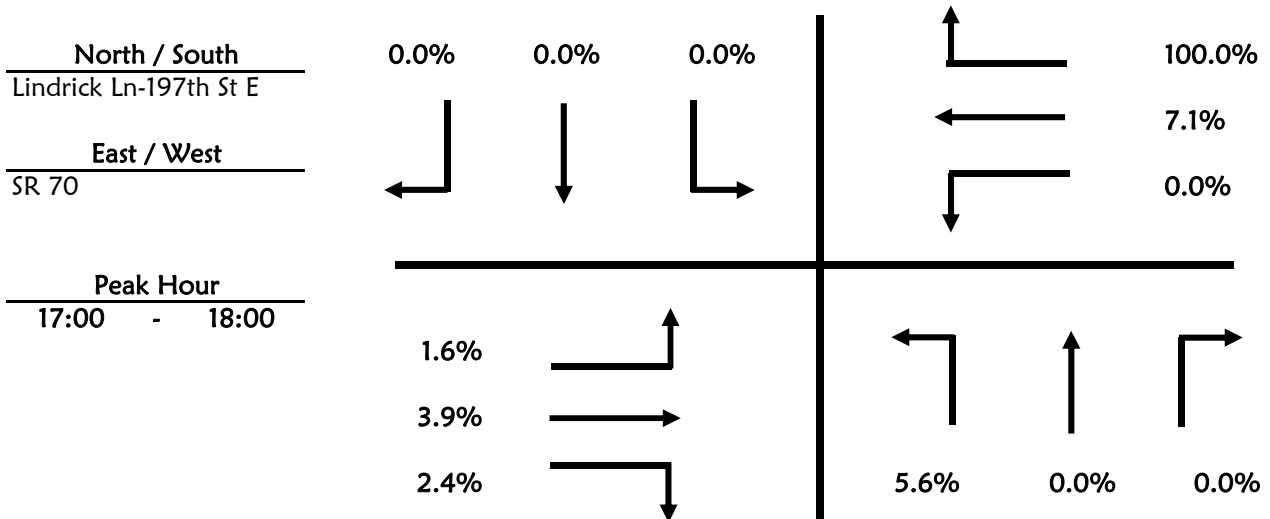 North / South
Lindrick Ln-197th St E
East / West
SR 70
Peak Hour
17:00 - 18:00
0.0% 0.0% 0.0%
100.0%
7.1%
0.0%
1.6%
3.9%
2.4%
5.6% 0.0% 0.0%